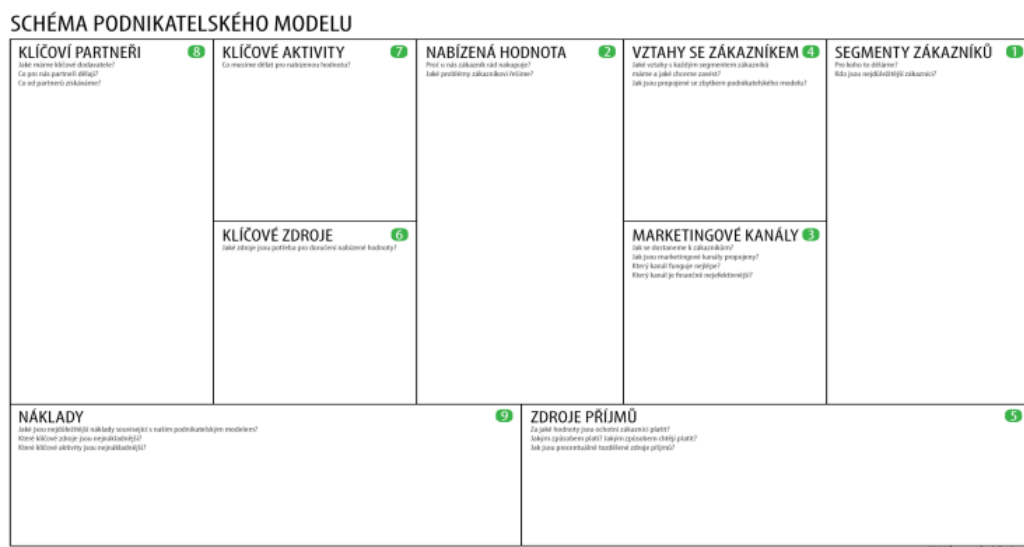 SCHÉMA PODNIKATELSKÉHO MODELU
KLÍČOVÍ PARTNEŘI 8
Jaké máme klíčové dodavatele?
Co pro nás partneři dělají?
Co od partnerů získáváme?
KLÍČOVÉ AKTIVITY 7
Co musíme dělat pro nabízenou hodnotu?
KLÍČOVÉ ZDROJE 6
Jaké zdroje jsou potřeba pro doručení nabízené hodnoty?
NABÍZENÁ HODNOTA 2
Proč u nás zákazník rád nakupuje?
Jaké problémy zákazníkovi řešíme?
VZTAHY SE ZÁKAZNÍKEM 4
Jaké vztahy s každým segmentem zákazníků
máme a jaké chceme zavést?
Jak jsou propojené se zbytkem podnikatelského modelu?
MARKETINGOVÉ KANÁLY 3
Jak se dostaneme k zákazníkům?
Jak jsou marketingové kanály propojeny?
Který kanál funguje nejlépe?
Který kanál je finančně nejefektivnější?
SEGMENTY ZÁKAZNÍKŮ 1
Pro koho to děláme?
Kdo jsou nejdůležitější zákazníci?
NÁKLADY 9
Jaké jsou nejdůležitější náklady související s naším podnikatelským modelem?
Které klíčové zdroje jsou nejnákladnější?
Které klíčové aktivity jsou nejnákladnější?
ZDROJE PŘÍJMŮ 5
Za jaké hodnoty jsou ochotni zákazníci platit?
Jakým způsobem platí? Jakým způsobem chtějí platit?
Jak jsou procentuálně rozdělené zdroje příjmů?